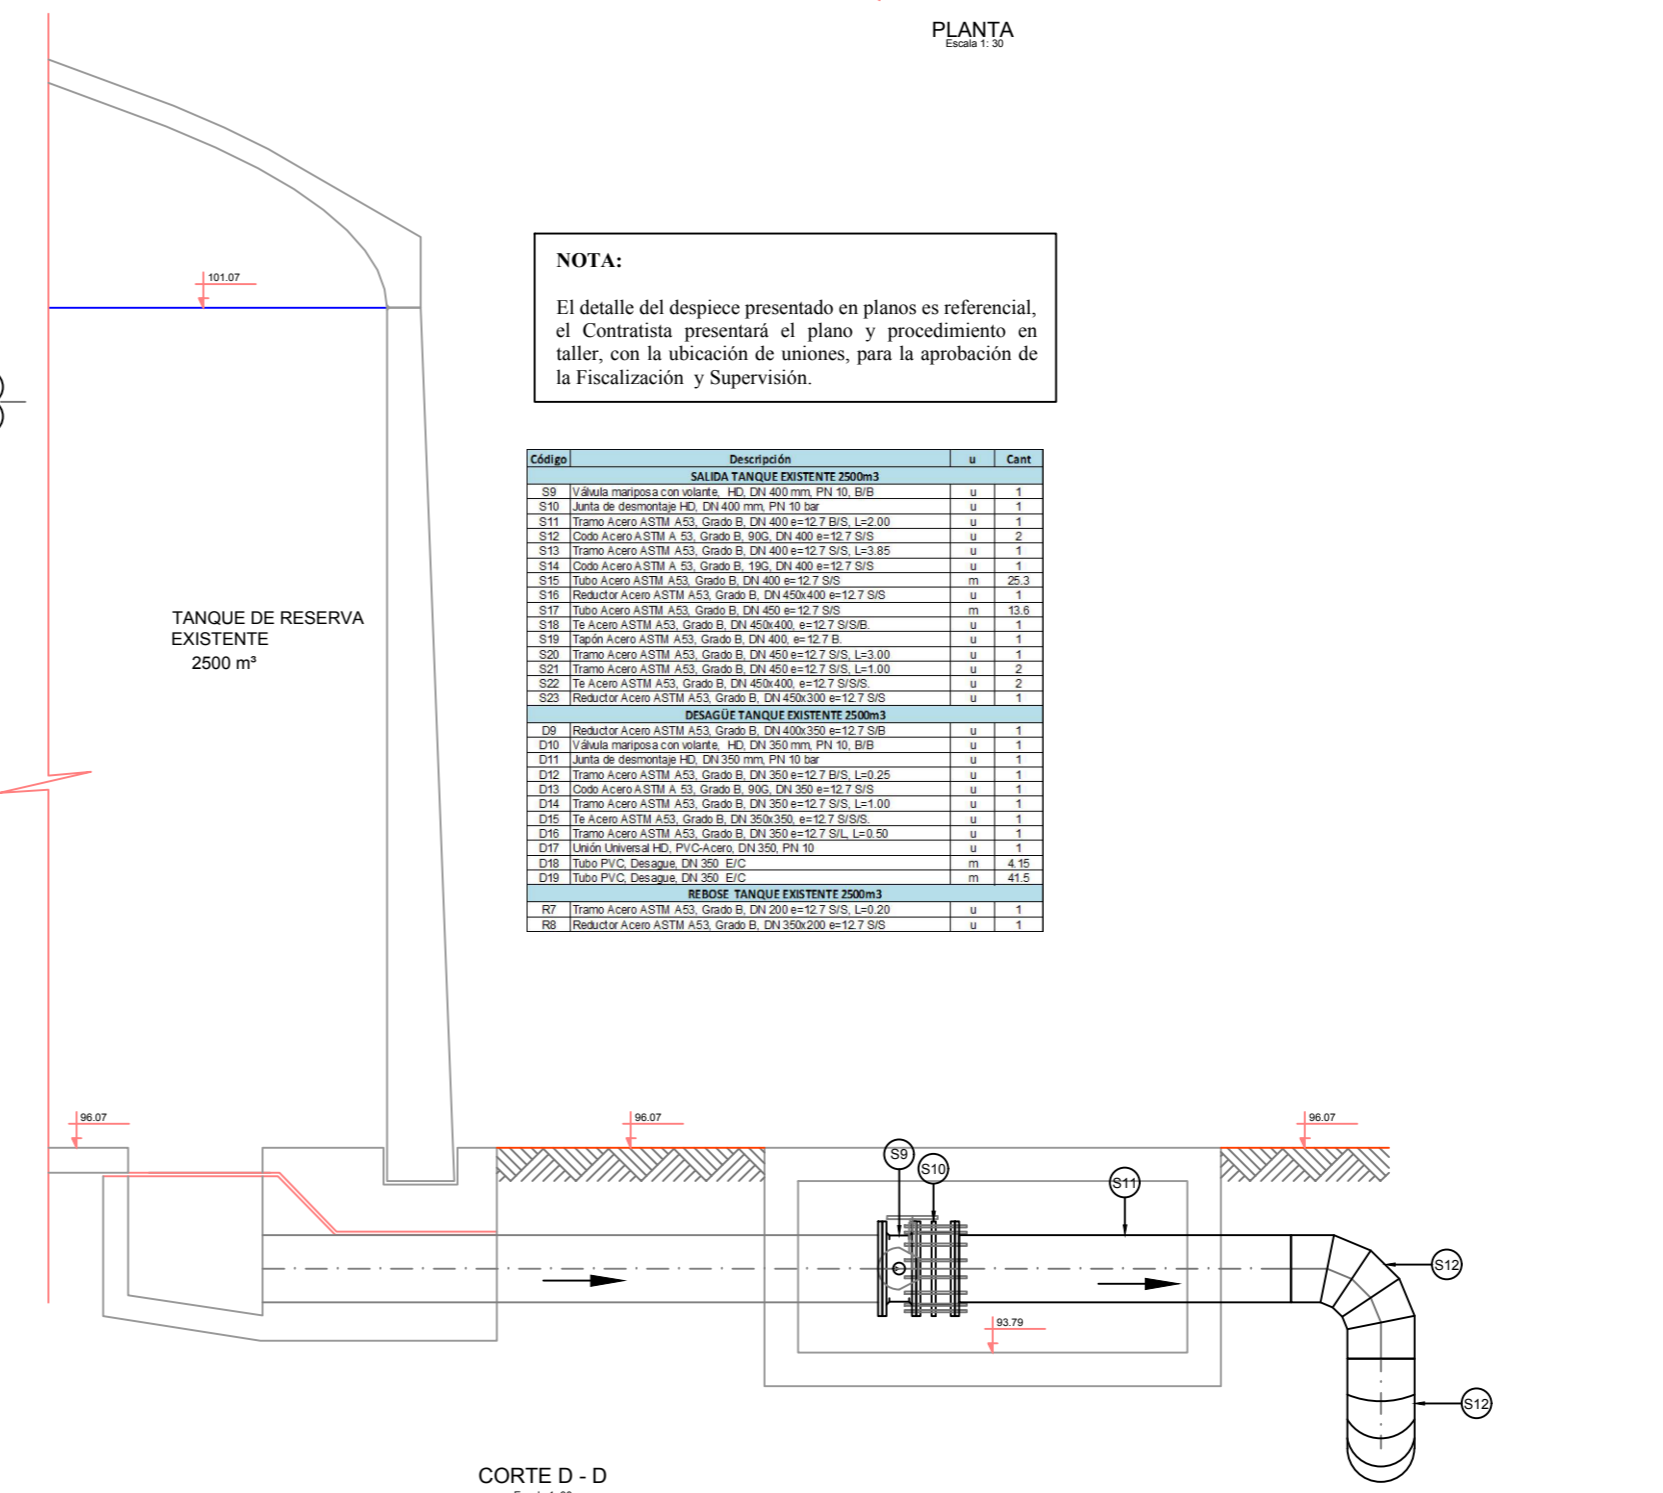 PLANTA
Escala 1: 30
101.07
NOTA:
El detalle del despiece presentado en planos es referencial,
el Contratista presentará el plano y procedimiento en
taller, con la ubicación de uniones, para la aprobación de
la Fiscalización y Supervisión.
Código Descripción u Cant
SALIDA TANQUE EXISTENTE 2500m3
S9 Válvula mariposa con volante, HD, DN 400 mm, PN 10, B/B u 1
S10 Junta de desmontaje HD, DN 400 mm, PN 10 bar u 1
S11 Tramo Acero ASTM A53, Grado B, DN 400 e=12.7 B/S, L=2.00 u 1
S12 Codo Acero ASTM A 53, Grado B, 90G, DN 400 e=12.7 S/S u 2
S13 Tramo Acero ASTM A53, Grado B, DN 400 e=12.7 S/S, L=3.85 u 1
S14 Codo Acero ASTM A 53, Grado B, 19G, DN 400 e=12.7 S/S u 1
S15 Tubo Acero ASTM A53, Grado B, DN 400 e=12.7 S/S m 25.3
S16 Reductor Acero ASTM A53, Grado B, DN 450x400 e=12.7 S/S u 1
S17 Tubo Acero ASTM A53, Grado B, DN 450 e=12.7 S/S m 13.6
S18 Te Acero ASTM A53, Grado B, DN 450x400, e=12.7 S/S/B. u 1
S19 Tapón Acero ASTM A53, Grado B, DN 400, e=12.7 B. u 1
S20 Tramo Acero ASTM A53, Grado B, DN 450 e=12.7 S/S, L=3.00 u 1
S21 Tramo Acero ASTM A53, Grado B, DN 450 e=12.7 S/S, L=1.00 u 2
S22 Te Acero ASTM A53, Grado B, DN 450x400, e=12.7 S/S/S. u 2
S23 Reductor Acero ASTM A53, Grado B, DN 450x300 e=12.7 S/S u 1
DESAGÜE TANQUE EXISTENTE 2500m3
D9 Reductor Acero ASTM A53, Grado B, DN 400x350 e=12.7 S/B u 1
D10 Válvula mariposa con volante, HD, DN 350 mm, PN 10, B/B u 1
D11 Junta de desmontaje HD, DN 350 mm, PN 10 bar u 1
D12 Tramo Acero ASTM A53, Grado B, DN 350 e=12.7 B/S, L=0.25 u 1
D13 Codo Acero ASTM A 53, Grado B, 90G, DN 350 e=12.7 S/S u 1
D14 Tramo Acero ASTM A53, Grado B, DN 350 e=12.7 S/S, L=1.00 u 1
D15 Te Acero ASTM A53, Grado B, DN 350x350, e=12.7 S/S/S. u 1
D16 Tramo Acero ASTM A53, Grado B, DN 350 e=12.7 S/L, L=0.50 u 1
D17 Unión Universal HD, PVC-Acero, DN 350, PN 10 u 1
D18 Tubo PVC, Desague, DN 350 E/C m 4.15
D19 Tubo PVC, Desague, DN 350 E/C m 41.5
REBOSE TANQUE EXISTENTE 2500m3
R7 Tramo Acero ASTM A53, Grado B, DN 200 e=12.7 S/S, L=0.20 u 1
R8 Reductor Acero ASTM A53, Grado B, DN 350x200 e=12.7 S/S u 1
TANQUE DE RESERVA
EXISTENTE
2500 m³
96.07
96.07
96.07
S9
S10
S11
S12
93.79
S12
CORTE D - D